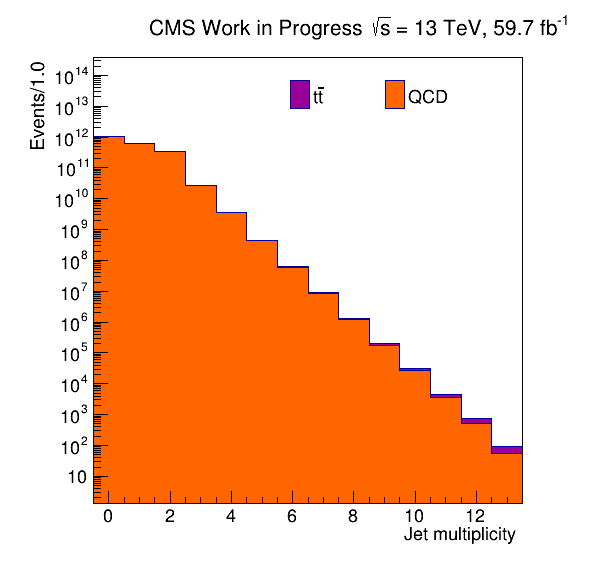 CMS Work in Progress √s = 13 TeV, 59.7 fb⁻¹
Events/1.0
tt̄
QCD
10¹⁴
10¹³
10¹²
10¹¹
10¹⁰
10⁹
10⁸
10⁷
10⁶
10⁵
10⁴
10³
10²
10
0 2 4 6 8 10 12
Jet multiplicity